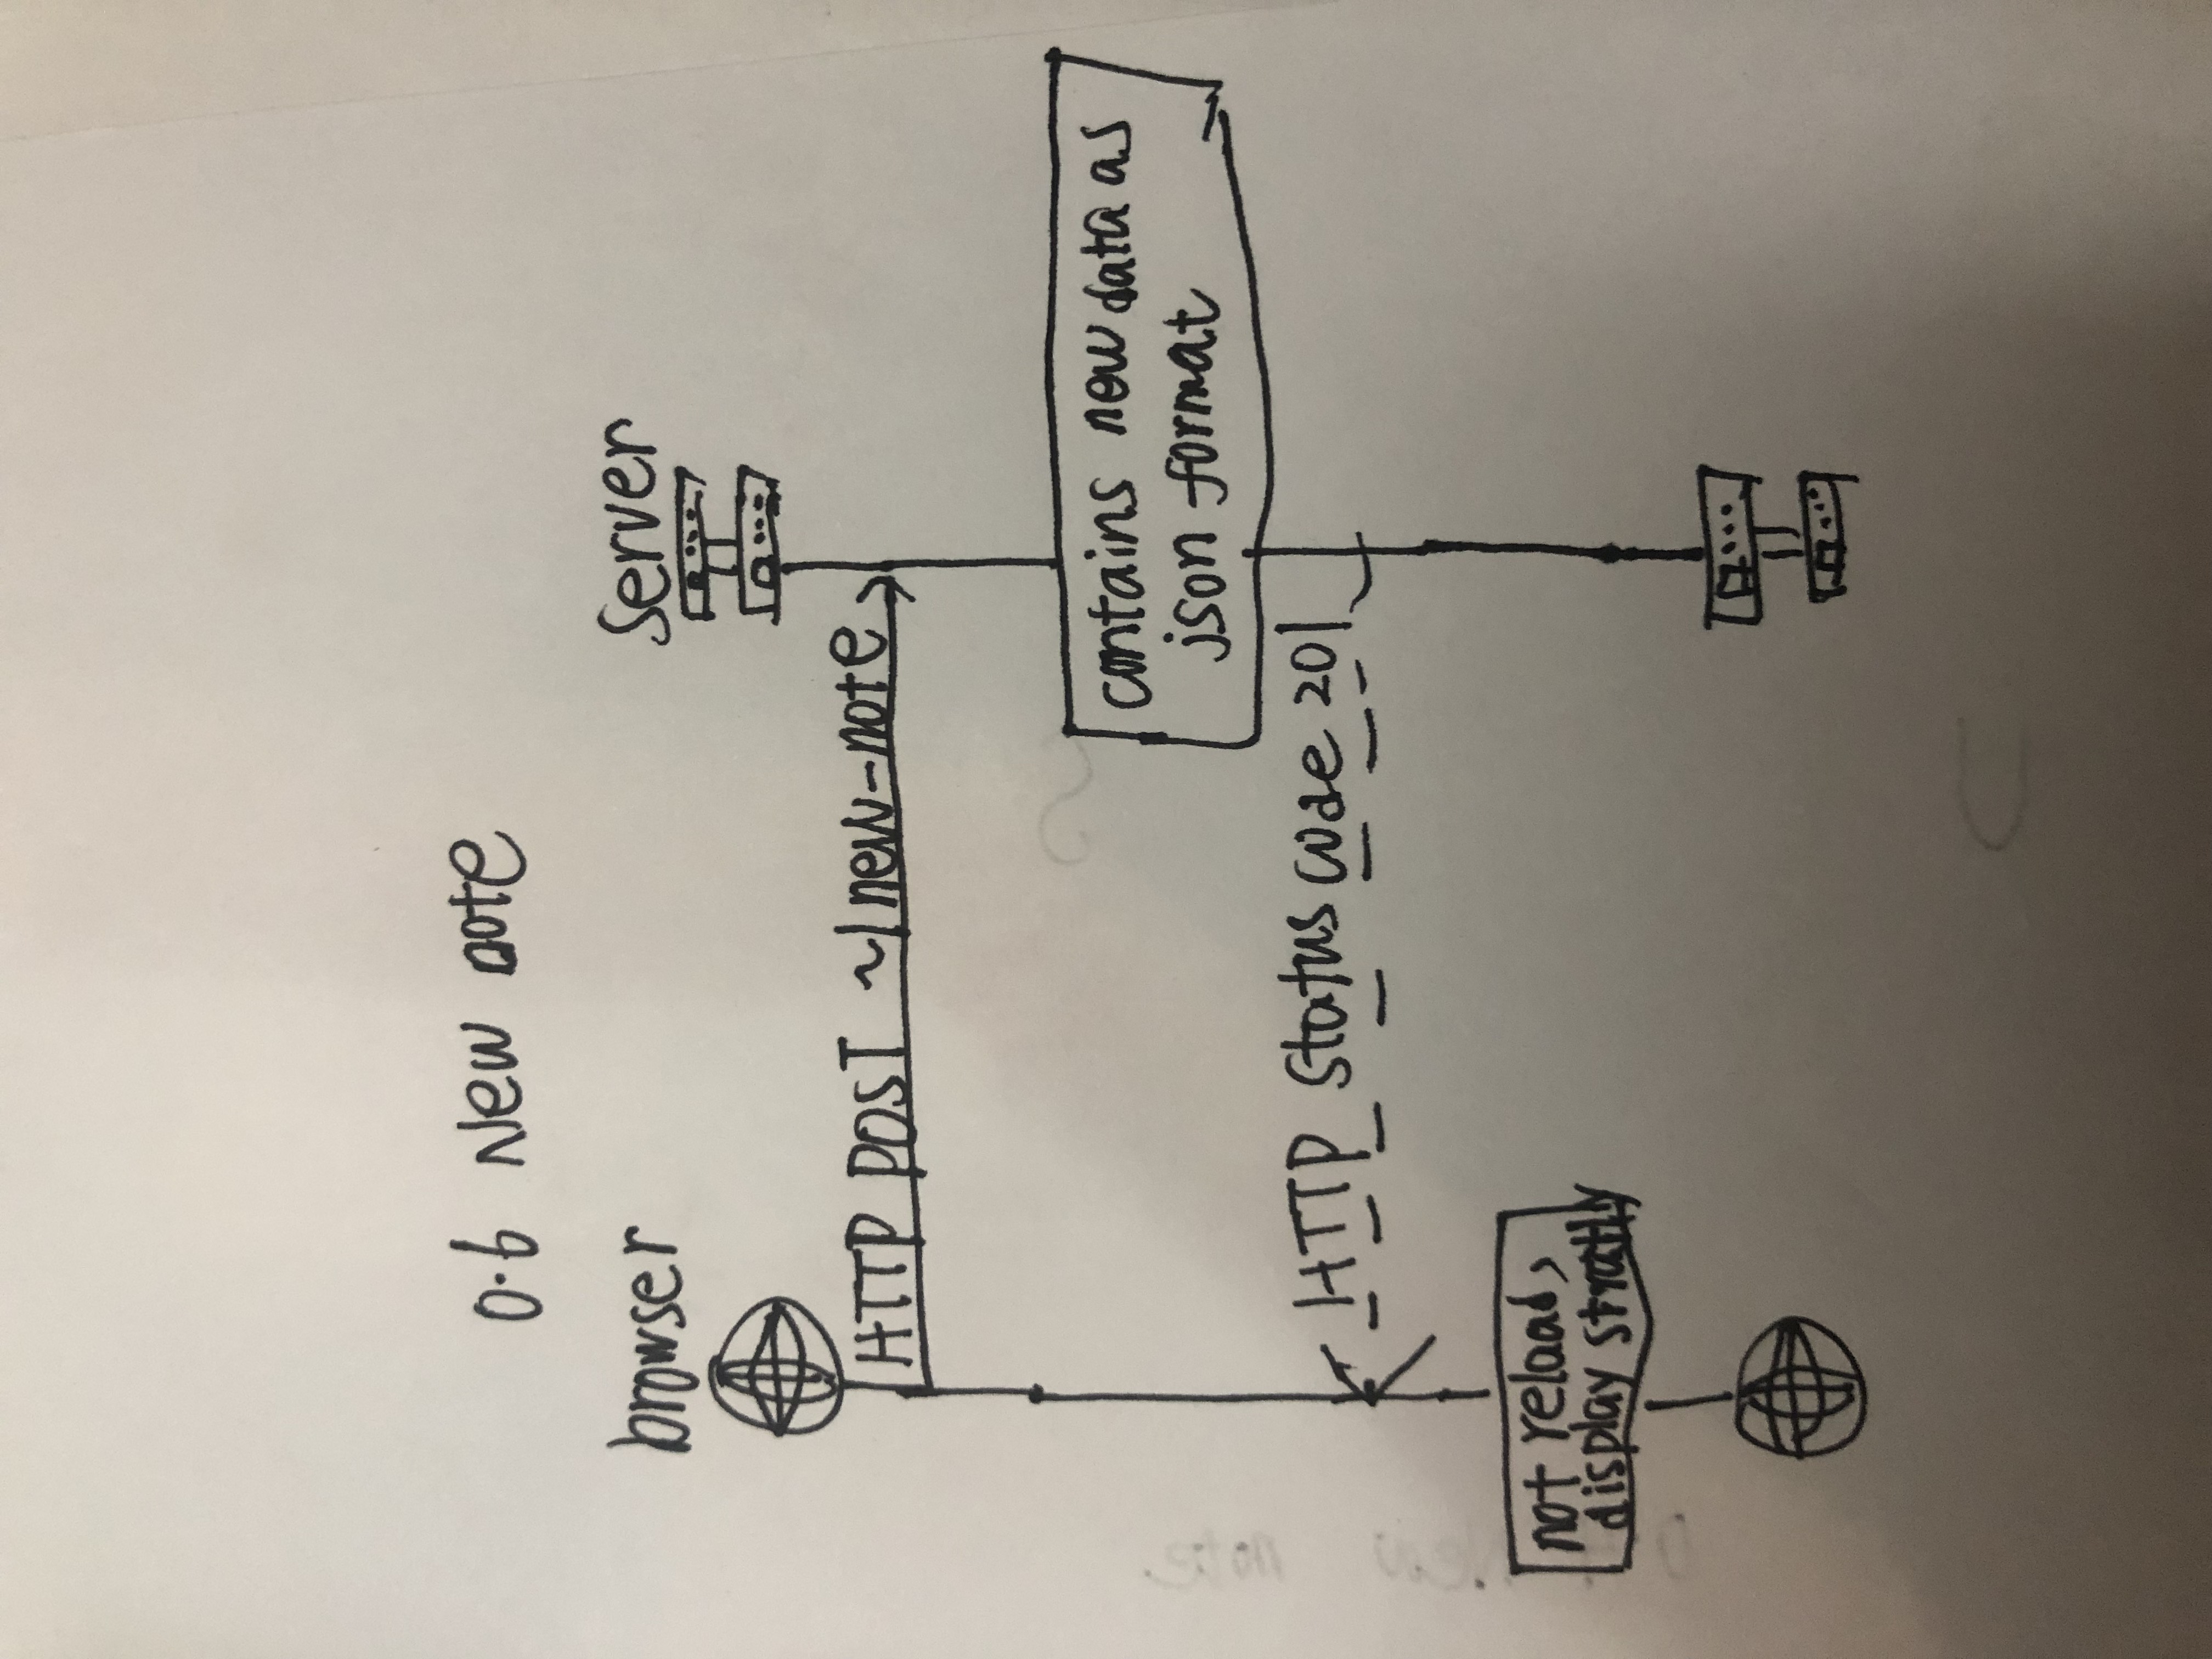 0.6 New note
browser
Server
HTTP POST ~/new-note
contains new data as
json format
HTTP Status code 201
not reload,
display